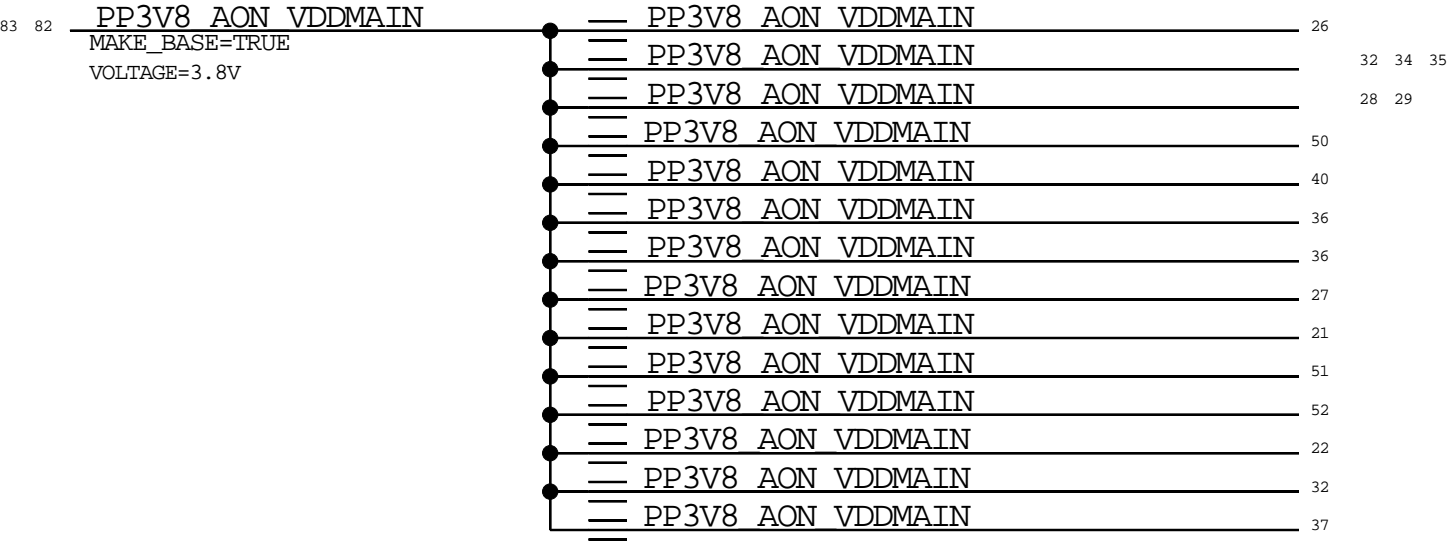 83 82 PP3V8_AON_VDDMAIN
MAKE_BASE=TRUE
VOLTAGE=3.8V
PP3V8_AON_VDDMAIN 26
PP3V8_AON_VDDMAIN 32 34 35
PP3V8_AON_VDDMAIN 28 29
PP3V8_AON_VDDMAIN 50
PP3V8_AON_VDDMAIN 40
PP3V8_AON_VDDMAIN 36
PP3V8_AON_VDDMAIN 36
PP3V8_AON_VDDMAIN 27
PP3V8_AON_VDDMAIN 21
PP3V8_AON_VDDMAIN 51
PP3V8_AON_VDDMAIN 52
PP3V8_AON_VDDMAIN 22
PP3V8_AON_VDDMAIN 32
PP3V8_AON_VDDMAIN 37